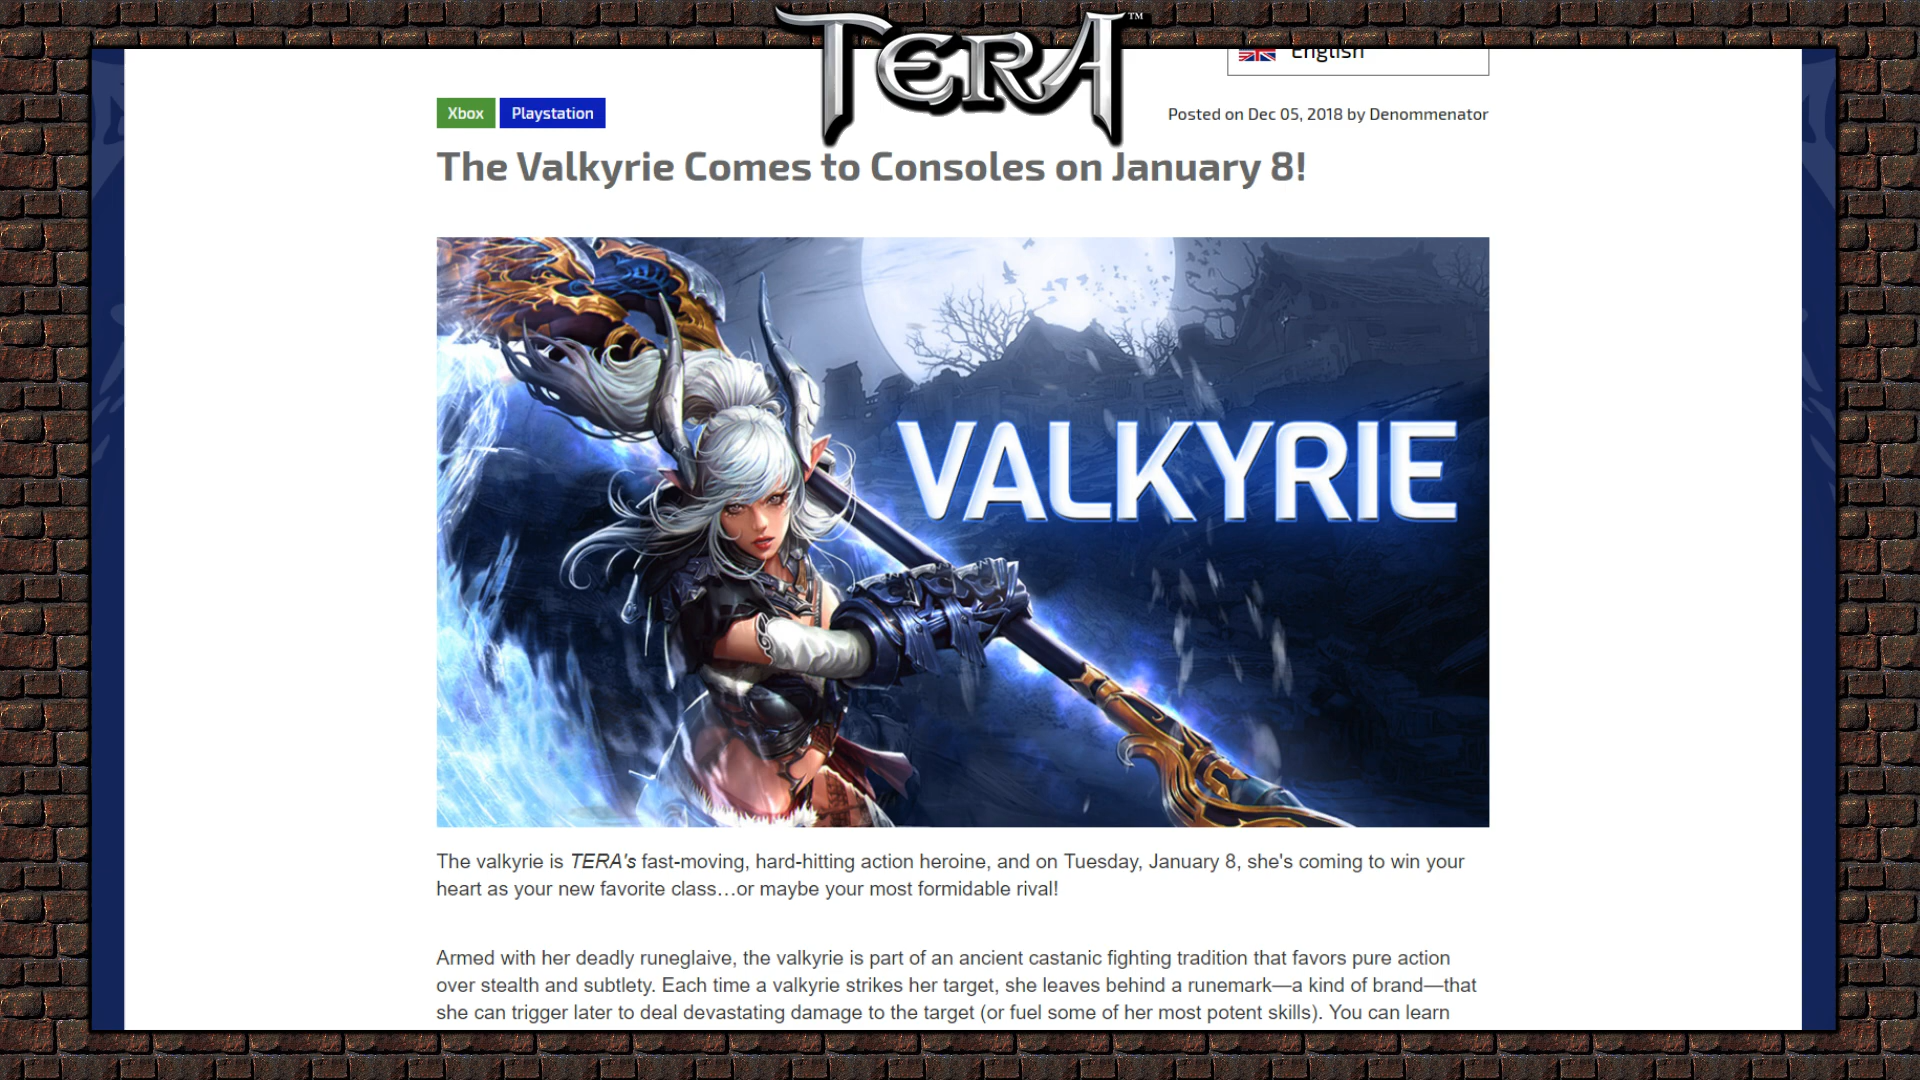 TERA™
English
Xbox Playstation
Posted on Dec 05, 2018 by Denommenator
The Valkyrie Comes to Consoles on January 8!
VALKYRIE
The valkyrie is TERA's fast-moving, hard-hitting action heroine, and on Tuesday, January 8, she's coming to win your
heart as your new favorite class…or maybe your most formidable rival!
Armed with her deadly runeglaive, the valkyrie is part of an ancient castanic fighting tradition that favors pure action
over stealth and subtlety. Each time a valkyrie strikes her target, she leaves behind a runemark—a kind of brand—that
she can trigger later to deal devastating damage to the target (or fuel some of her most potent skills). You can learn